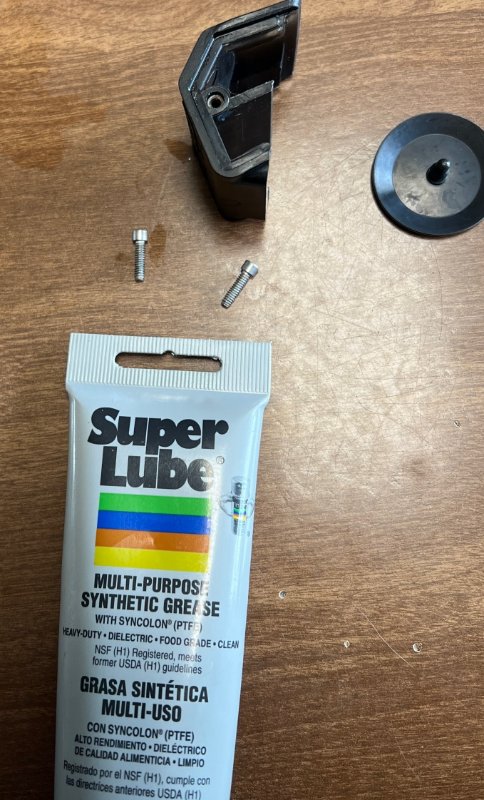 Super
Lube®
MULTI-PURPOSE
SYNTHETIC GREASE
WITH SYNCOLON® (PTFE)
HEAVY-DUTY • DIELECTRIC • FOOD GRADE • CLEAN
NSF (H1) Registered, meets
former USDA (H1) guidelines
GRASA SINTÉTICA
MULTI-USO
CON SYNCOLON® (PTFE)
ALTO RENDIMIENTO • DIELÉCTRICO
DE CALIDAD ALIMENTICIA • LIMPIO
Registrado por el NSF (H1), cumple con
las directrices anteriores USDA (H1)